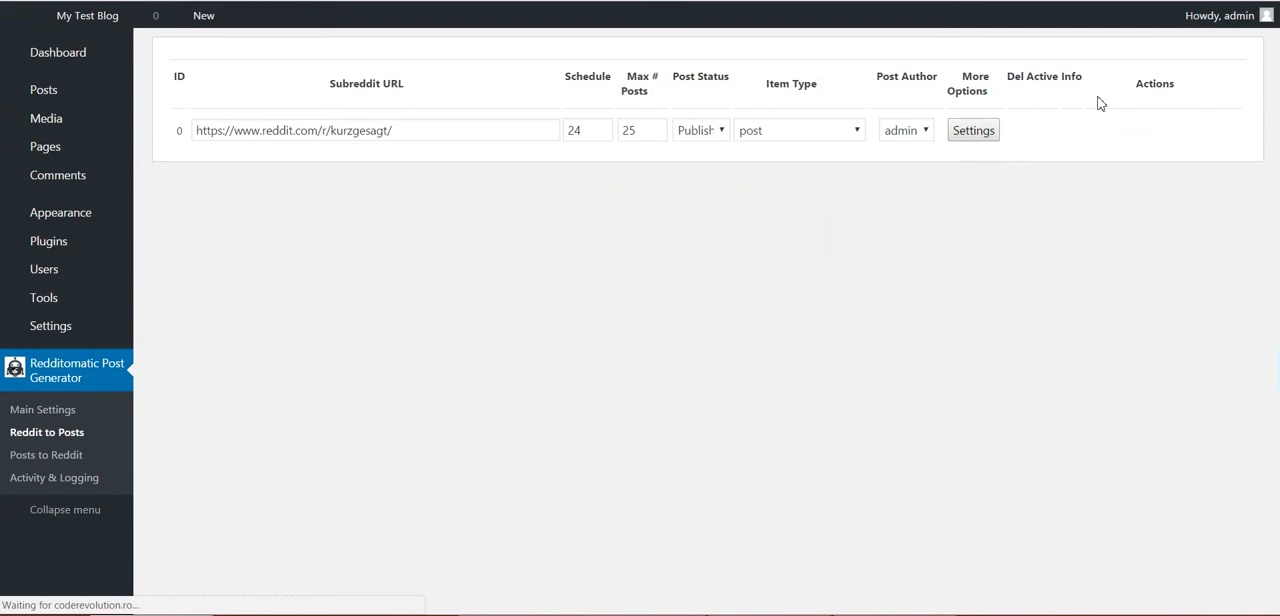 My Test Blog 0 New Howdy, admin
Dashboard
Posts
Media
Pages
Comments
Appearance
Plugins
Users
Tools
Settings
Redditomatic Post
Generator
Main Settings
Reddit to Posts
Posts to Reddit
Activity & Logging
Collapse menu
ID Subreddit URL Schedule Max # Posts Post Status Item Type Post Author More Options Del Active Info Actions
0 https://www.reddit.com/r/kurzgesagt/ 24 25 Publish post admin Settings
Waiting for coderevolution.ro...